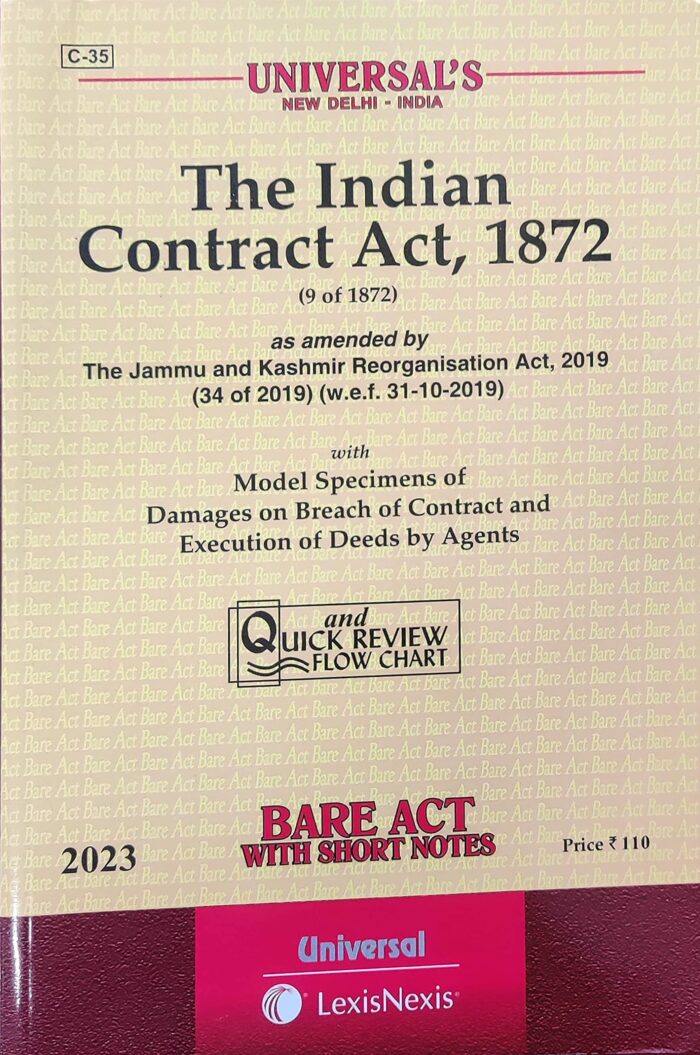 C-35
UNIVERSAL'S
NEW DELHI - INDIA
The Indian
Contract Act, 1872
(9 of 1872)
as amended by
The Jammu and Kashmir Reorganisation Act, 2019
(34 of 2019) (w.e.f. 31-10-2019)
with
Model Specimens of
Damages on Breach of Contract and
Execution of Deeds by Agents
and
QUICK REVIEW
FLOW CHART
BARE ACT
WITH SHORT NOTES
2023
Price ₹ 110
Universal
LexisNexis®